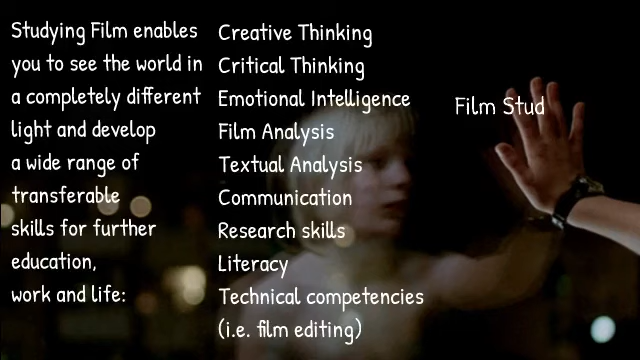 Studying Film enables
you to see the world in
a completely different
light and develop
a wide range of
transferable
skills for further
education,
work and life:
Creative Thinking
Critical Thinking
Emotional Intelligence
Film Analysis
Textual Analysis
Communication
Research skills
Literacy
Technical competencies
(i.e. film editing)
Film Stud